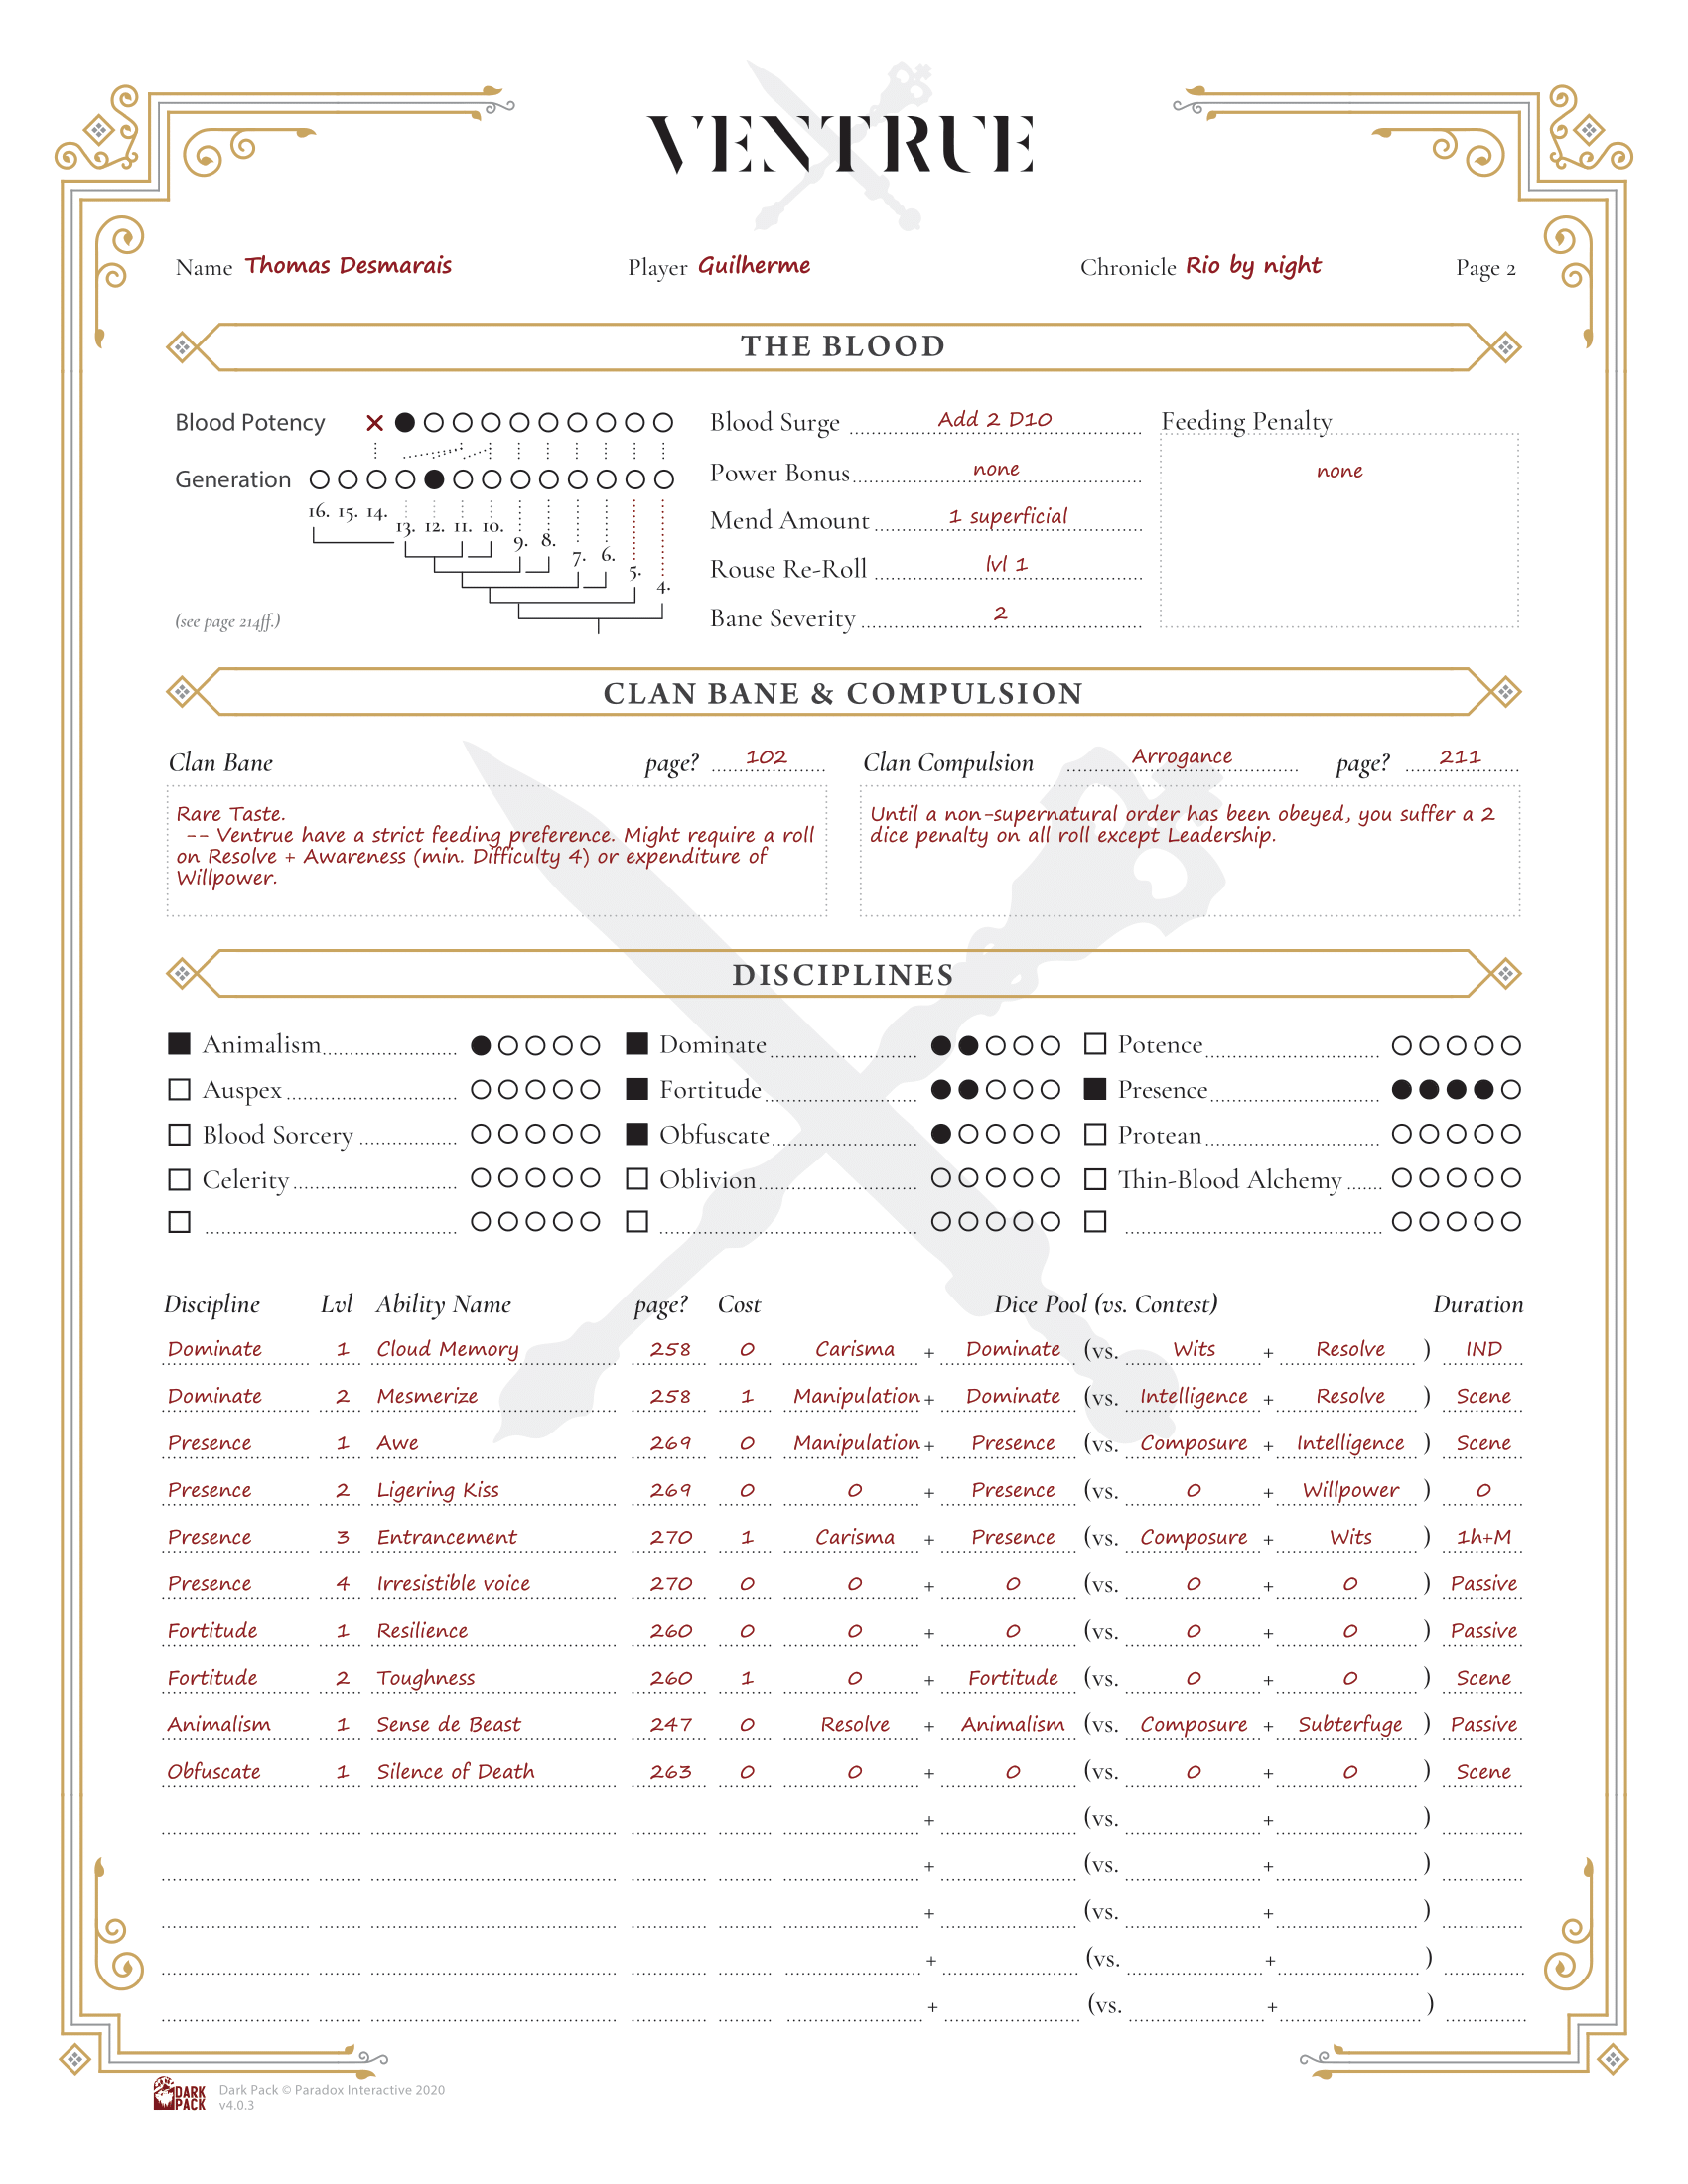 VENTRUE
Name Thomas Desmarais Player Guilherme Chronicle Rio by night Page 2
THE BLOOD
Blood Potency
Generation
16. 15. 14. 13. 12. 11. 10. 9. 8. 7. 6. 5. 4.
(see page 214ff.)
Blood Surge Add 2 D10
Power Bonus none
Mend Amount 1 superficial
Rouse Re-Roll lvl 1
Bane Severity 2
Feeding Penalty
none
CLAN BANE & COMPULSION
Clan Bane page? 102
Rare Taste.
-- Ventrue have a strict feeding preference. Might require a roll
on Resolve + Awareness (min. Difficulty 4) or expenditure of
Willpower.
Clan Compulsion Arrogance page? 211
Until a non-supernatural order has been obeyed, you suffer a 2
dice penalty on all roll except Leadership.
DISCIPLINES
Animalism Dominate Potence
Auspex Fortitude Presence
Blood Sorcery Obfuscate Protean
Celerity Oblivion Thin-Blood Alchemy
Discipline Lvl Ability Name page? Cost Dice Pool (vs. Contest) Duration
Dominate 1 Cloud Memory 258 0 Carisma + Dominate (vs. Wits + Resolve ) IND
Dominate 2 Mesmerize 258 1 Manipulation + Dominate (vs. Intelligence + Resolve ) Scene
Presence 1 Awe 269 0 Manipulation + Presence (vs. Composure + Intelligence ) Scene
Presence 2 Ligering Kiss 269 0 0 + Presence (vs. 0 + Willpower ) 0
Presence 3 Entrancement 270 1 Carisma + Presence (vs. Composure + Wits ) 1h+M
Presence 4 Irresistible voice 270 0 0 + 0 (vs. 0 + 0 ) Passive
Fortitude 1 Resilience 260 0 0 + 0 (vs. 0 + 0 ) Passive
Fortitude 2 Toughness 260 1 0 + Fortitude (vs. 0 + 0 ) Scene
Animalism 1 Sense de Beast 247 0 Resolve + Animalism (vs. Composure + Subterfuge ) Passive
Obfuscate 1 Silence of Death 263 0 0 + 0 (vs. 0 + 0 ) Scene
+ (vs. + )
+ (vs. + )
+ (vs. + )
+ (vs. + )
+ (vs. + )
DARK PACK
Dark Pack © Paradox Interactive 2020
v4.0.3